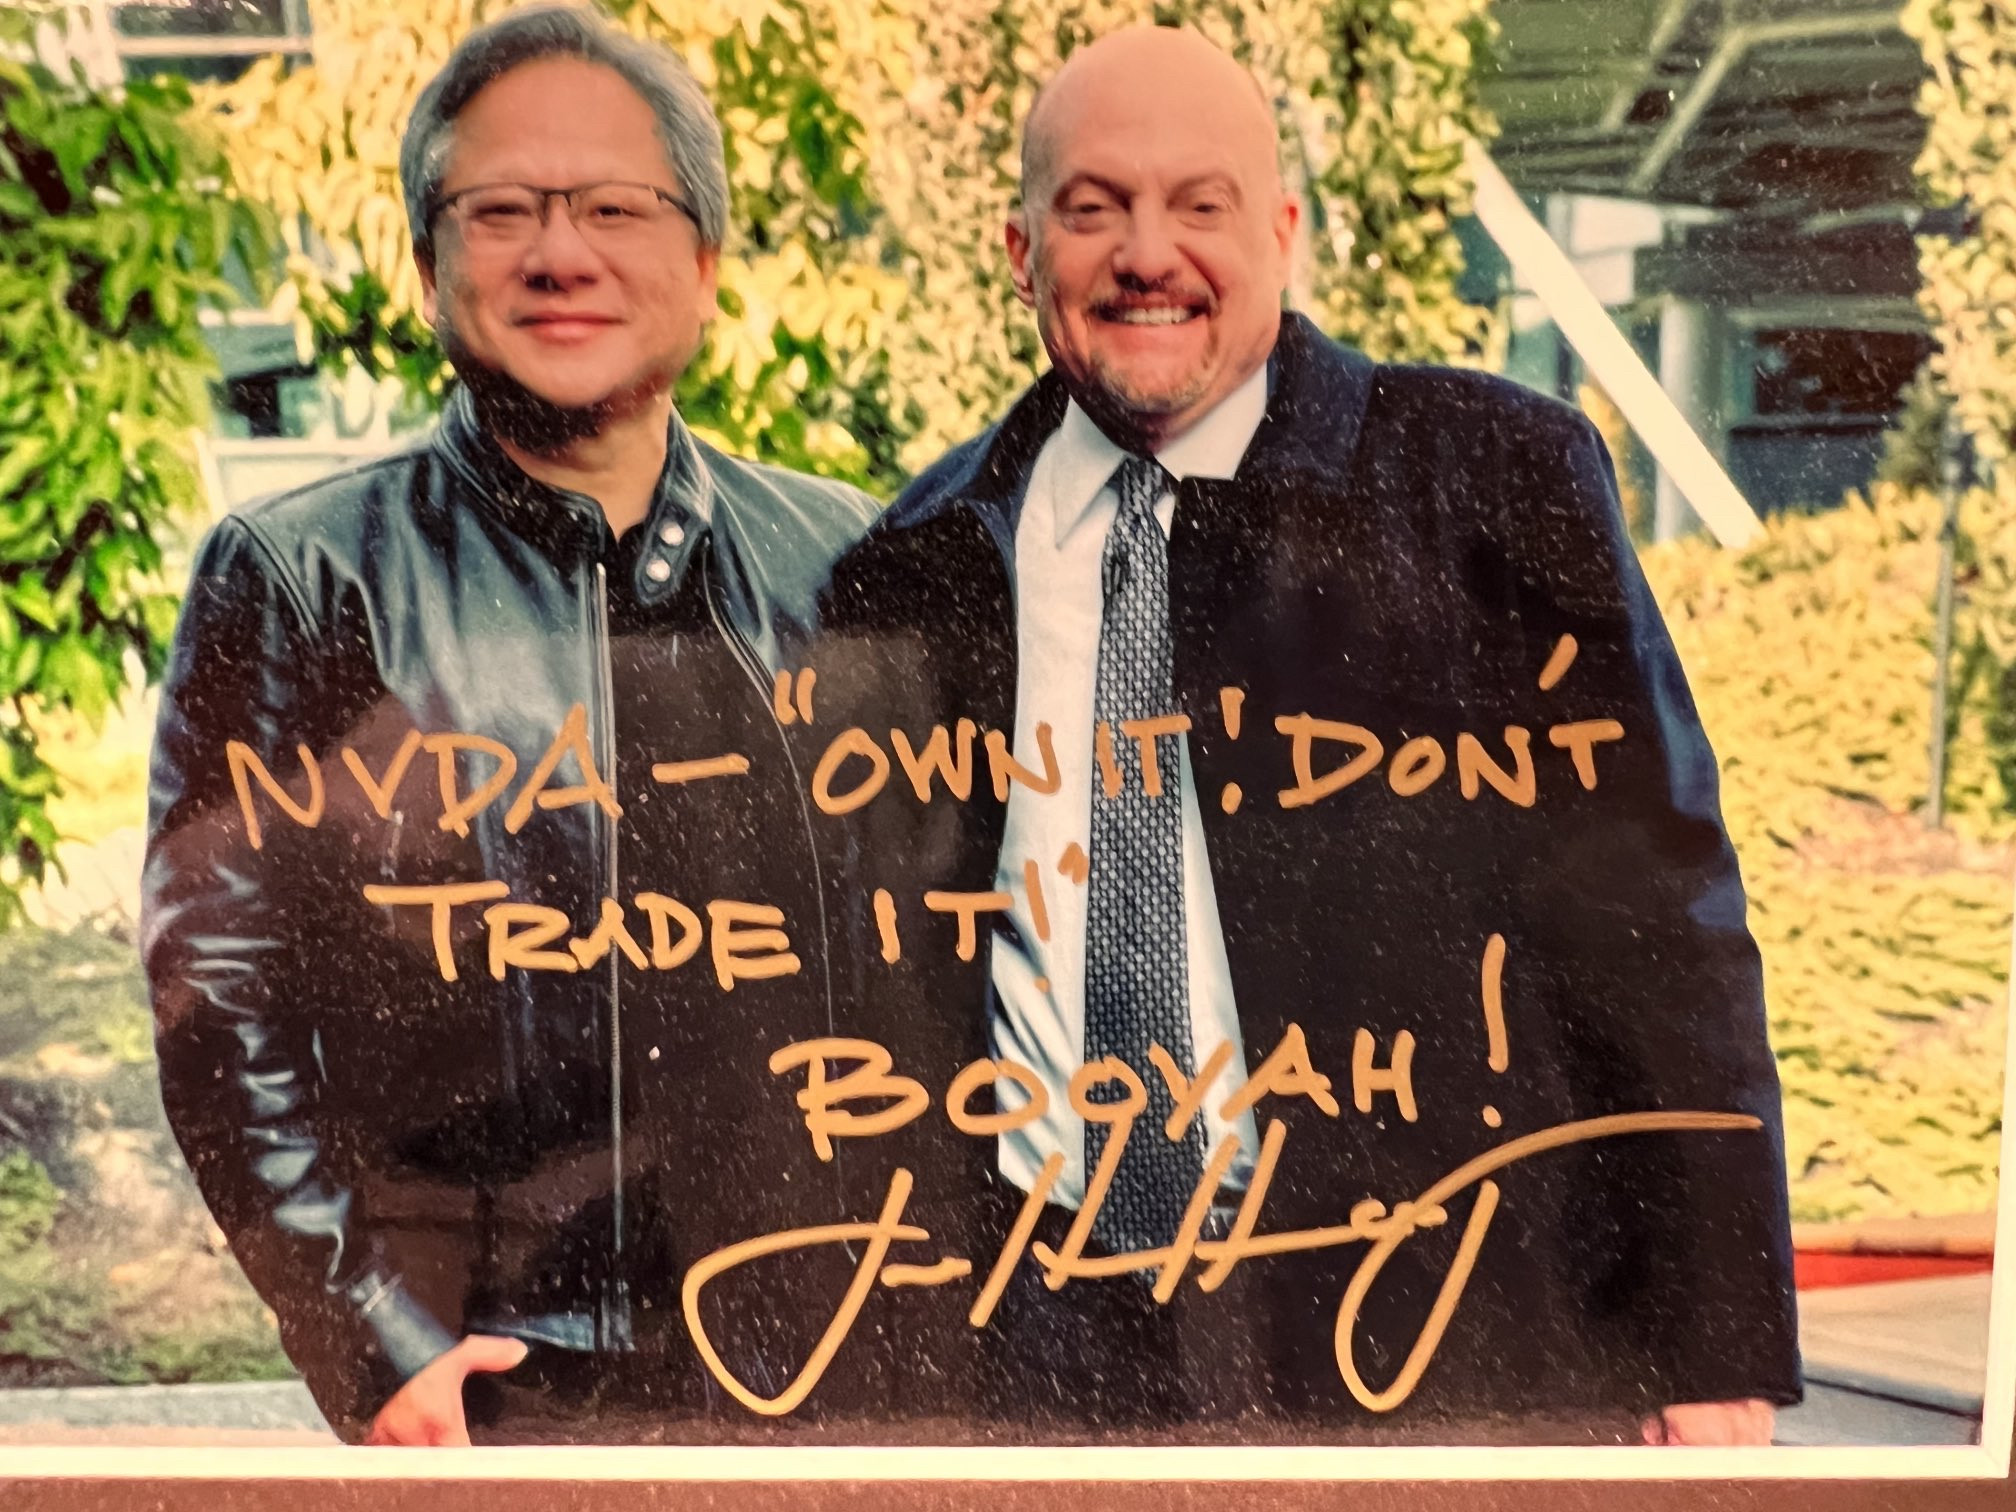 NVDA – "OWN IT! DON'T
TRADE IT!"
BOOYAH!